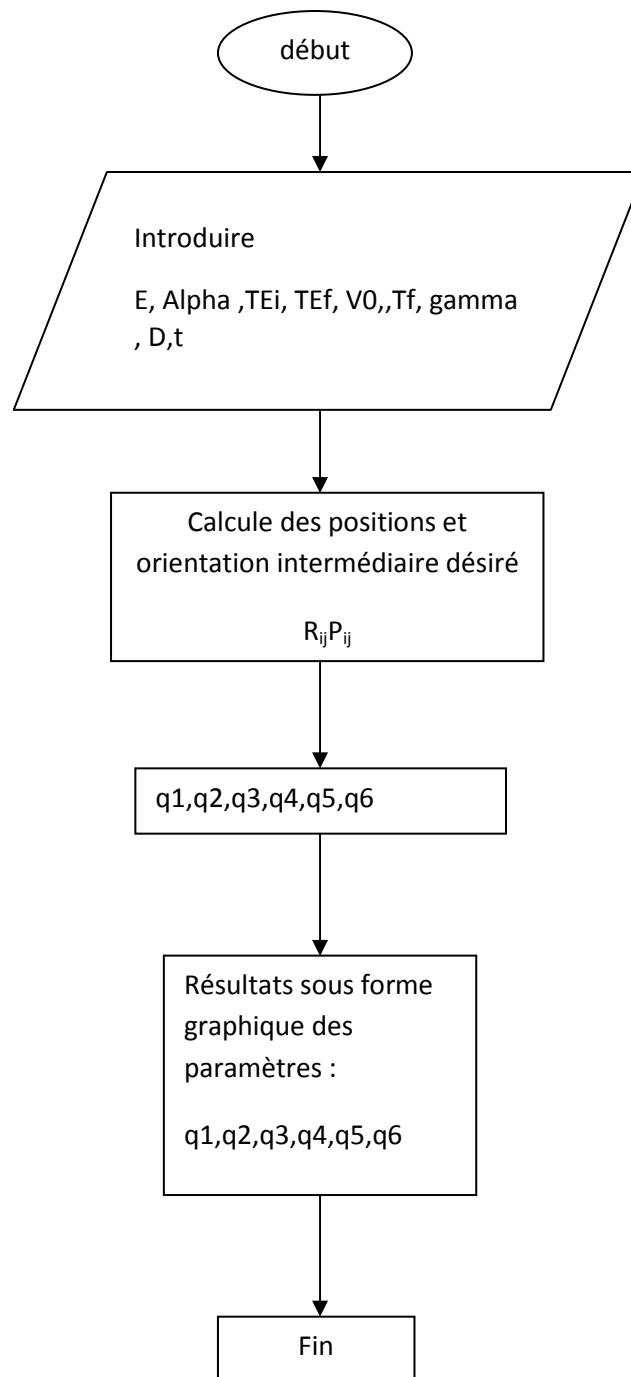 début
Introduire
E, Alpha ,TEi, TEf, V0,,Tf, gamma
, D,t
Calcule des positions et
orientation intermédiaire désiré
RijPij
q1,q2,q3,q4,q5,q6
Résultats sous forme
graphique des
paramètres :
q1,q2,q3,q4,q5,q6
Fin